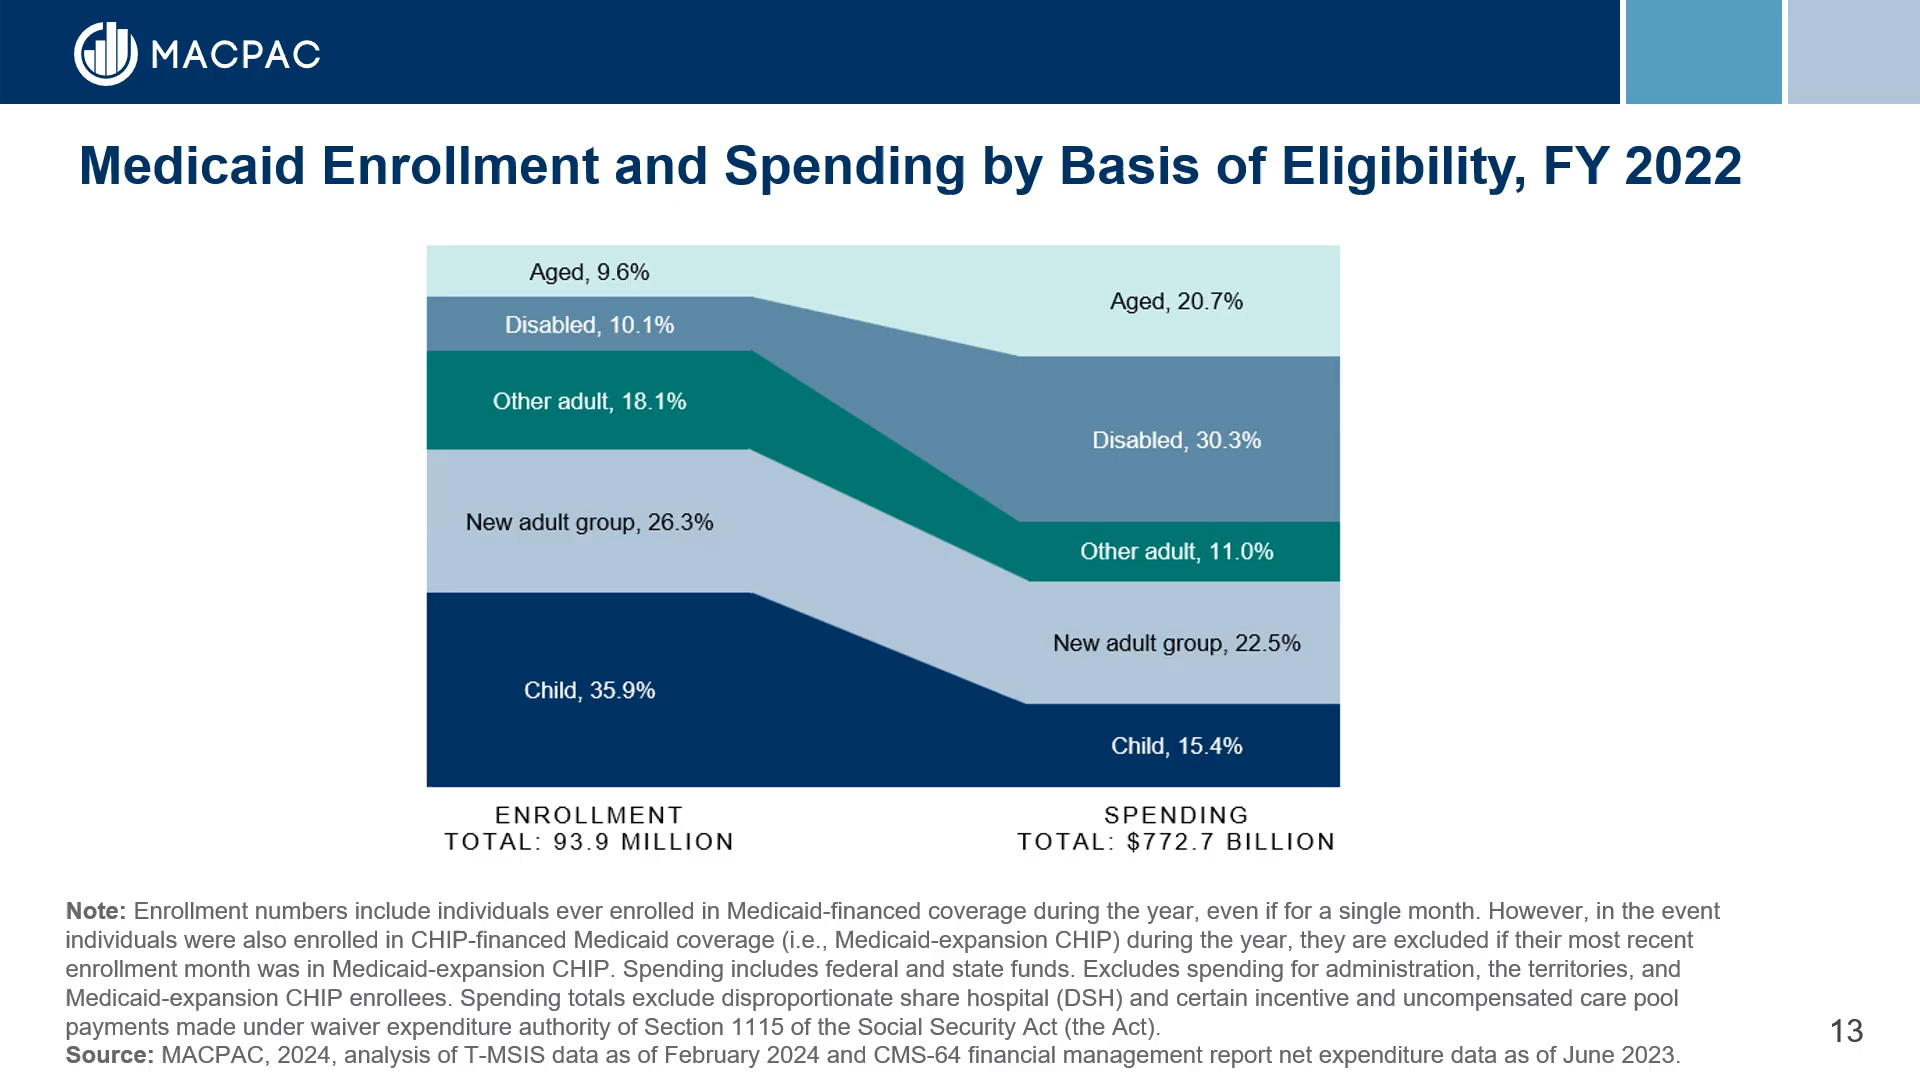 MACPAC
Medicaid Enrollment and Spending by Basis of Eligibility, FY 2022
Aged, 9.6%
Disabled, 10.1%
Other adult, 18.1%
New adult group, 26.3%
Child, 35.9%
ENROLLMENT
TOTAL: 93.9 MILLION
Aged, 20.7%
Disabled, 30.3%
Other adult, 11.0%
New adult group, 22.5%
Child, 15.4%
SPENDING
TOTAL: $772.7 BILLION
Note: Enrollment numbers include individuals ever enrolled in Medicaid-financed coverage during the year, even if for a single month. However, in the event
individuals were also enrolled in CHIP-financed Medicaid coverage (i.e., Medicaid-expansion CHIP) during the year, they are excluded if their most recent
enrollment month was in Medicaid-expansion CHIP. Spending includes federal and state funds. Excludes spending for administration, the territories, and
Medicaid-expansion CHIP enrollees. Spending totals exclude disproportionate share hospital (DSH) and certain incentive and uncompensated care pool
payments made under waiver expenditure authority of Section 1115 of the Social Security Act (the Act).
Source: MACPAC, 2024, analysis of T-MSIS data as of February 2024 and CMS-64 financial management report net expenditure data as of June 2023.
13